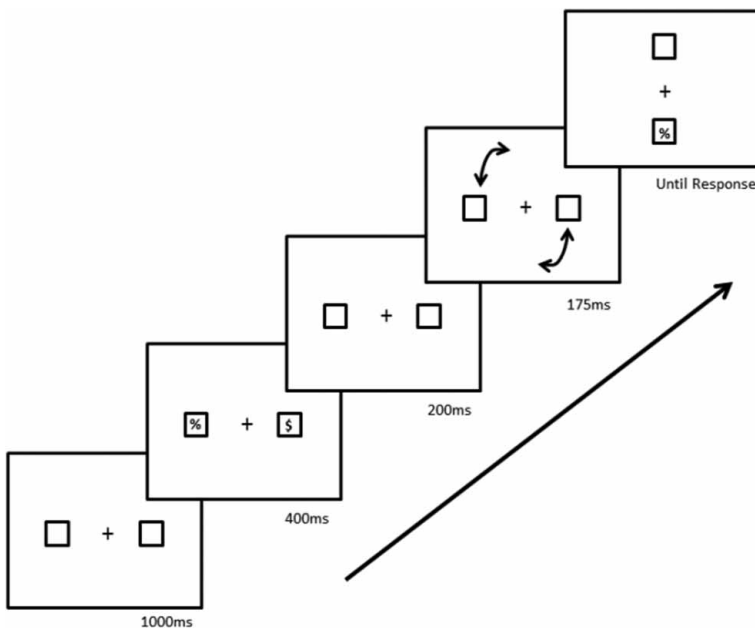 +
%
Until Response
+
175ms
+
200ms
% + $
400ms
+
1000ms